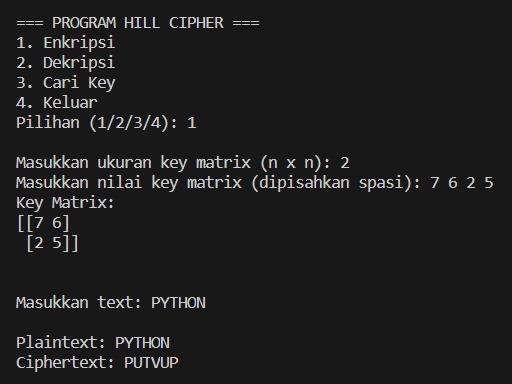 === PROGRAM HILL CIPHER ===
1. Enkripsi
2. Dekripsi
3. Cari Key
4. Keluar
Pilihan (1/2/3/4): 1
Masukkan ukuran key matrix (n x n): 2
Masukkan nilai key matrix (dipisahkan spasi): 7 6 2 5
Key Matrix:
[[7 6]
[2 5]]
Masukkan text: PYTHON
Plaintext: PYTHON
Ciphertext: PUTVUP